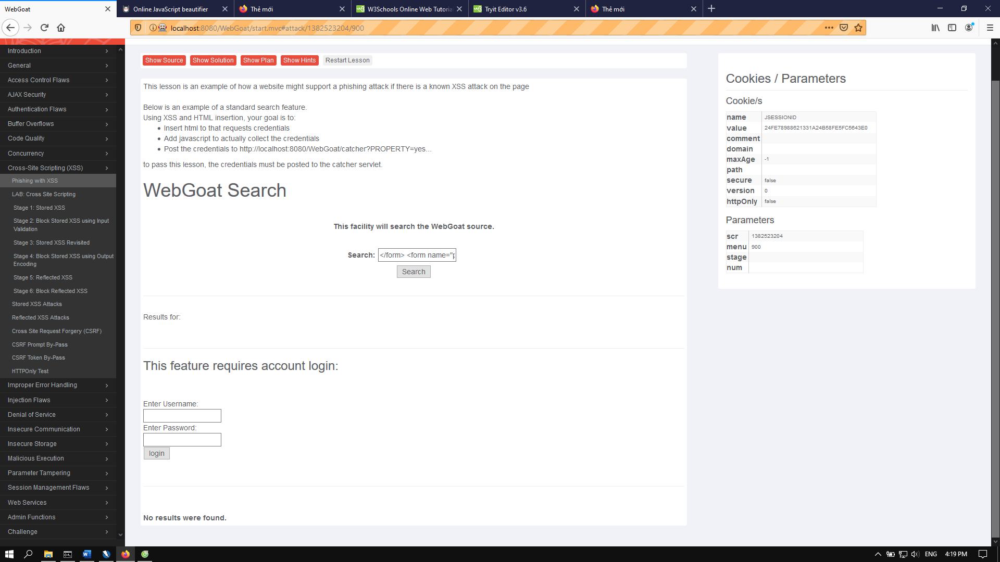 WebGoat
Online JavaScript beautifier
Thẻ mới
W3Schools Online Web Tutoria
Tryit Editor v3.6
Thẻ mới
localhost:8080/WebGoat/start.mvc#attack/1382523204/900
Introduction
General
Access Control Flaws
AJAX Security
Authentication Flaws
Buffer Overflows
Code Quality
Concurrency
Cross-Site Scripting (XSS)
Phishing with XSS
LAB: Cross Site Scripting
Stage 1: Stored XSS
Stage 2: Block Stored XSS using Input
Validation
Stage 3: Stored XSS Revisited
Stage 4: Block Stored XSS using Output
Encoding
Stage 5: Reflected XSS
Stage 6: Block Reflected XSS
Stored XSS Attacks
Reflected XSS Attacks
Cross Site Request Forgery (CSRF)
CSRF Prompt By-Pass
CSRF Token By-Pass
HTTPOnly Test
Improper Error Handling
Injection Flaws
Denial of Service
Insecure Communication
Insecure Storage
Malicious Execution
Parameter Tampering
Session Management Flaws
Web Services
Admin Functions
Challenge
Show Source
Show Solution
Show Plan
Show Hints
Restart Lesson
This lesson is an example of how a website might support a phishing attack if there is a known XSS attack on the page
Below is an example of a standard search feature.
Using XSS and HTML insertion, your goal is to:
• Insert html to that requests credentials
• Add javascript to actually collect the credentials
• Post the credentials to http://localhost:8080/WebGoat/catcher?PROPERTY=yes...
to pass this lesson, the credentials must be posted to the catcher servlet.
WebGoat Search
This facility will search the WebGoat source.
Search: </form> <form name="p
Search
Results for:
This feature requires account login:
Enter Username:
Enter Password:
login
No results were found.
Cookies / Parameters
Cookie/s
name JSESSIONID
value 24FE78988621331A24B58FE5FC5643E0
comment
domain
maxAge -1
path
secure false
version 0
httpOnly false
Parameters
scr 1382523204
menu 900
stage
num
ENG
4:19 PM